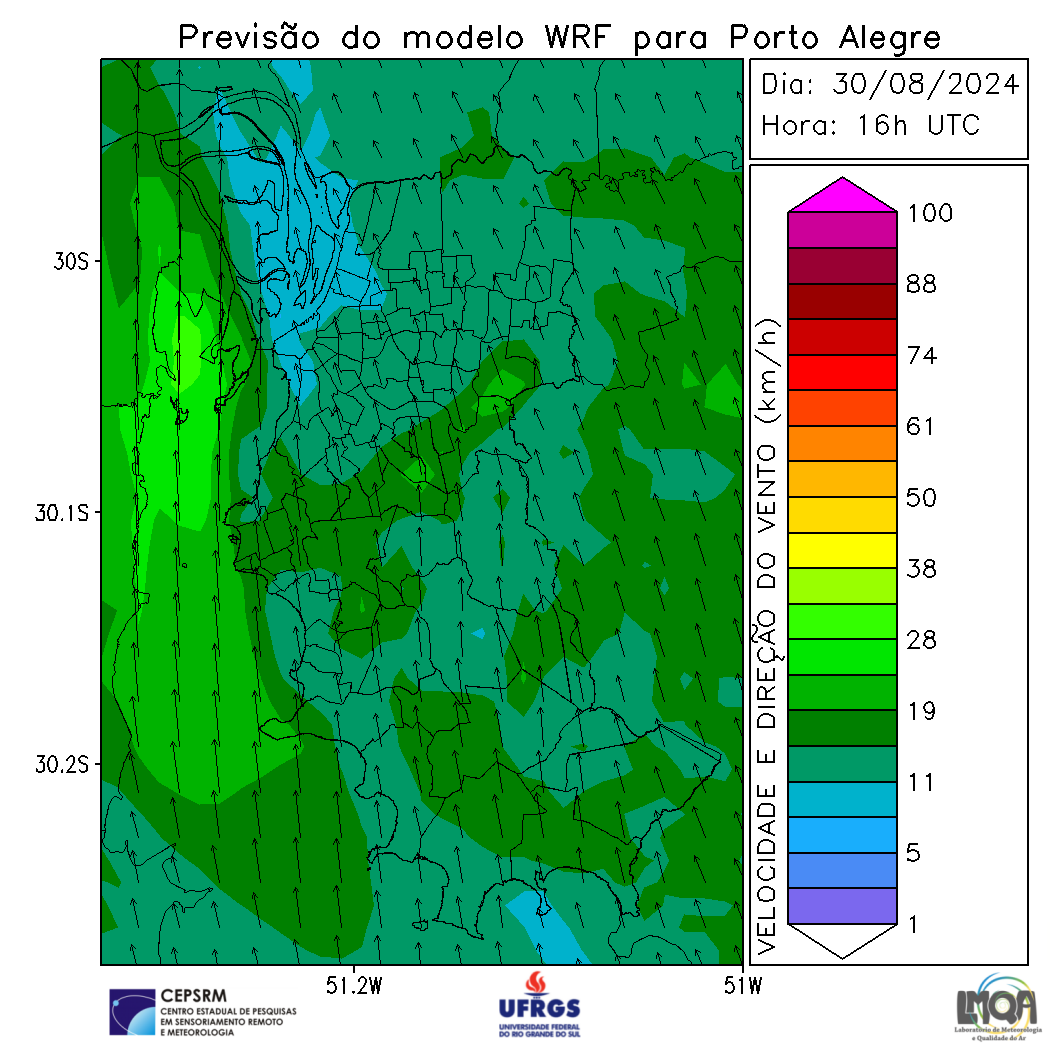 Previsão do modelo WRF para Porto Alegre
Dia: 30/08/2024
Hora: 16h UTC
30S
30.1S
30.2S
51.2W
51W
VELOCIDADE E DIREÇÃO DO VENTO (km/h)
100
88
74
61
50
38
28
19
11
5
1
CEPSRM
CENTRO ESTADUAL DE PESQUISAS
EM SENSORIAMENTO REMOTO
E METEOROLOGIA
UFRGS
UNIVERSIDADE FEDERAL
DO RIO GRANDE DO SUL
LMQA
Laboratório de Meteorologia
e Qualidade do Ar